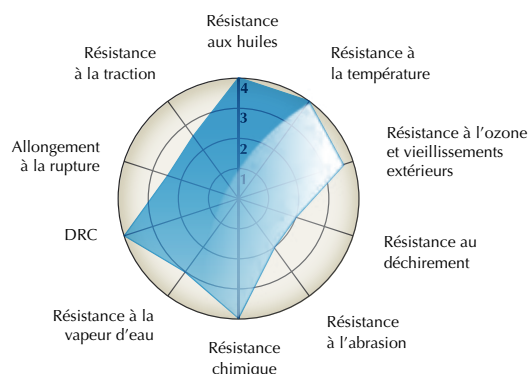 Résistance
aux huiles
Résistance à
la température
Résistance à l'ozone
et vieillissements
extérieurs
Résistance au
déchirement
Résistance
à l'abrasion
Résistance
chimique
Résistance à la
vapeur d'eau
DRC
Allongement
à la rupture
Résistance
à la traction
4
3
2
1